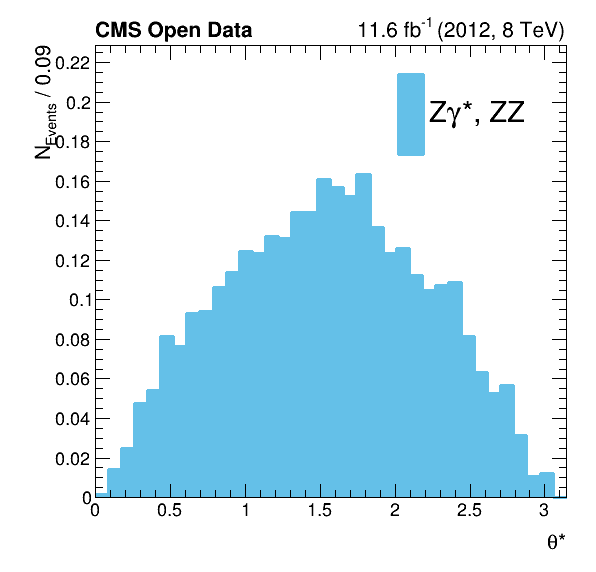 CMS Open Data
11.6 fb⁻¹ (2012, 8 TeV)
N_Events / 0.09
Zγ*, ZZ
0.22
0.2
0.18
0.16
0.14
0.12
0.1
0.08
0.06
0.04
0.02
0
0 0.5 1 1.5 2 2.5 3
θ*